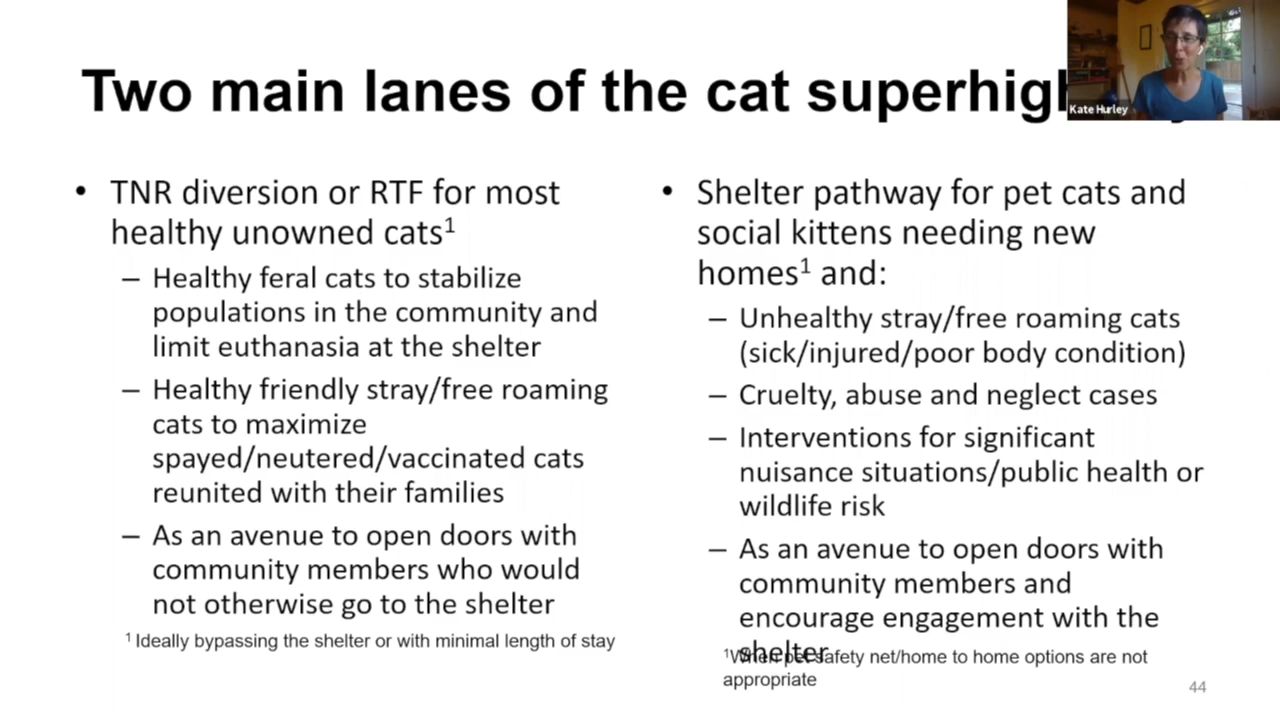 Two main lanes of the cat superhigh
Kate Hurley
• TNR diversion or RTF for most
healthy unowned cats¹
– Healthy feral cats to stabilize
populations in the community and
limit euthanasia at the shelter
– Healthy friendly stray/free roaming
cats to maximize
spayed/neutered/vaccinated cats
reunited with their families
– As an avenue to open doors with
community members who would
not otherwise go to the shelter
¹ Ideally bypassing the shelter or with minimal length of stay
• Shelter pathway for pet cats and
social kittens needing new
homes¹ and:
– Unhealthy stray/free roaming cats
(sick/injured/poor body condition)
– Cruelty, abuse and neglect cases
– Interventions for significant
nuisance situations/public health or
wildlife risk
– As an avenue to open doors with
community members and
encourage engagement with the
shelter
¹When pet safety net/home to home options are not
appropriate
44